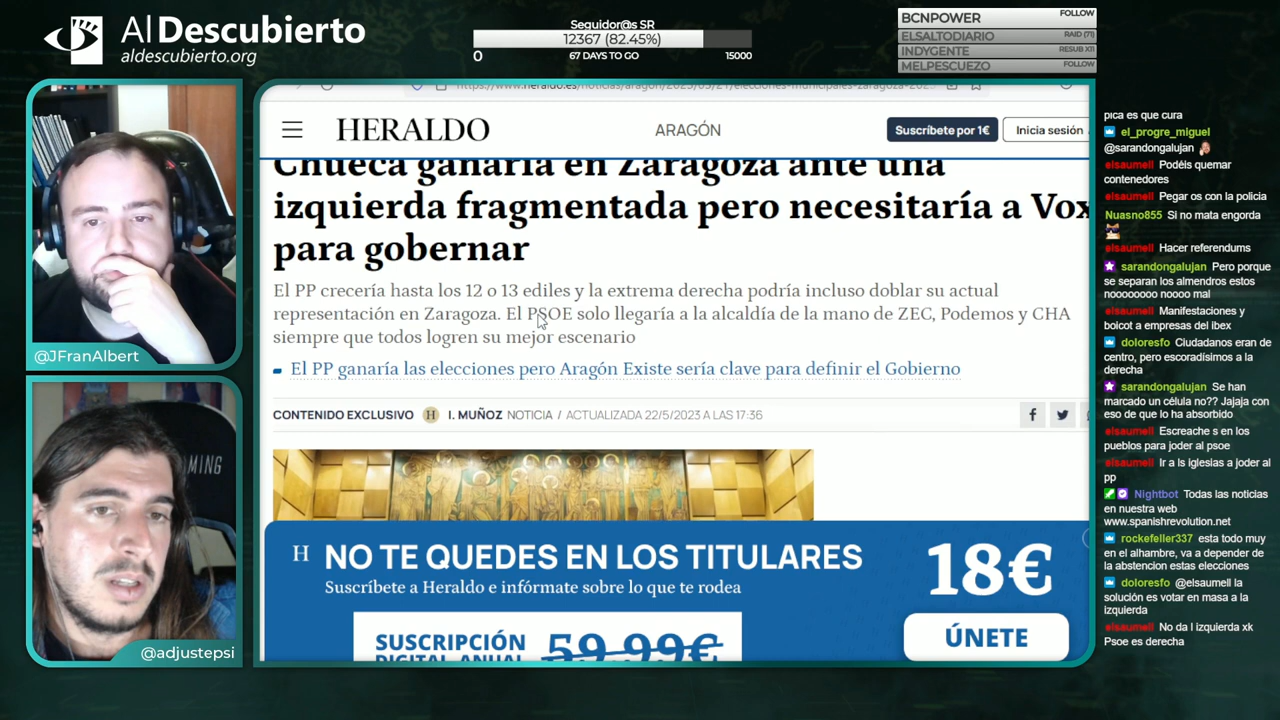 Al Descubierto
aldescubierto.org
Seguidor@s SR
12367 (82.45%)
0
67 DAYS TO GO
15000
BCNPOWER
FOLLOW
ELSALTODIARIO
RAID (71)
INDYGENTE
MELPESCUEZO
FOLLOW
@JFranAlbert
GAMING
@adjustepsi
HERALDO
ARAGÓN
Suscríbete por 1€
Inicia sesión
Chueca ganaría en Zaragoza ante una
izquierda fragmentada pero necesitaría a Vox
para gobernar
El PP crecería hasta los 12 o 13 ediles y la extrema derecha podría incluso doblar su actual
representación en Zaragoza. El PSOE solo llegaría a la alcaldía de la mano de ZEC, Podemos y CHA
siempre que todos logren su mejor escenario
El PP ganaría las elecciones pero Aragón Existe sería clave para definir el Gobierno
CONTENIDO EXCLUSIVO H I. MUÑOZ NOTICIA / ACTUALIZADA 22/5/2023 A LAS 17:36
H NO TE QUEDES EN LOS TITULARES
Suscríbete a Heraldo e infórmate sobre lo que te rodea
18€
SUSCRIPCIÓN
DIGITAL ANUAL
59,99€
ÚNETE
pica es que cura
el_progre_miguel
@sarandongalujan
elsaumell Podéis quemar
contenedores
elsaumell Pegar os con la policia
Nuasno855 Si no mata engorda
elsaumell Hacer referendums
sarandongalujan Pero porque
se separan los almendros estos
nooooooo noooo mal
elsaumell Manifestaciones y
boicot a empresas del ibex
doloresfo Ciudadanos eran de
centro, pero escoradísimos a la
derecha
sarandongalujan Se han
marcado un célula no?? Jajaja con
eso de que lo ha absorbido
elsaumell Escreache s en los
pueblos para joder al psoe
elsaumell Ir a ls iglesias a joder al
pp
Nightbot Todas las noticias
en nuestra web
www.spanishrevolution.net
rockefeller337 esta todo muy
en el alhambre, va a depender de
la abstencion estas elecciones
doloresfo @elsaumell la
solución es votar en masa a la
izquierda
elsaumell No da l izquierda xk
Psoe es derecha